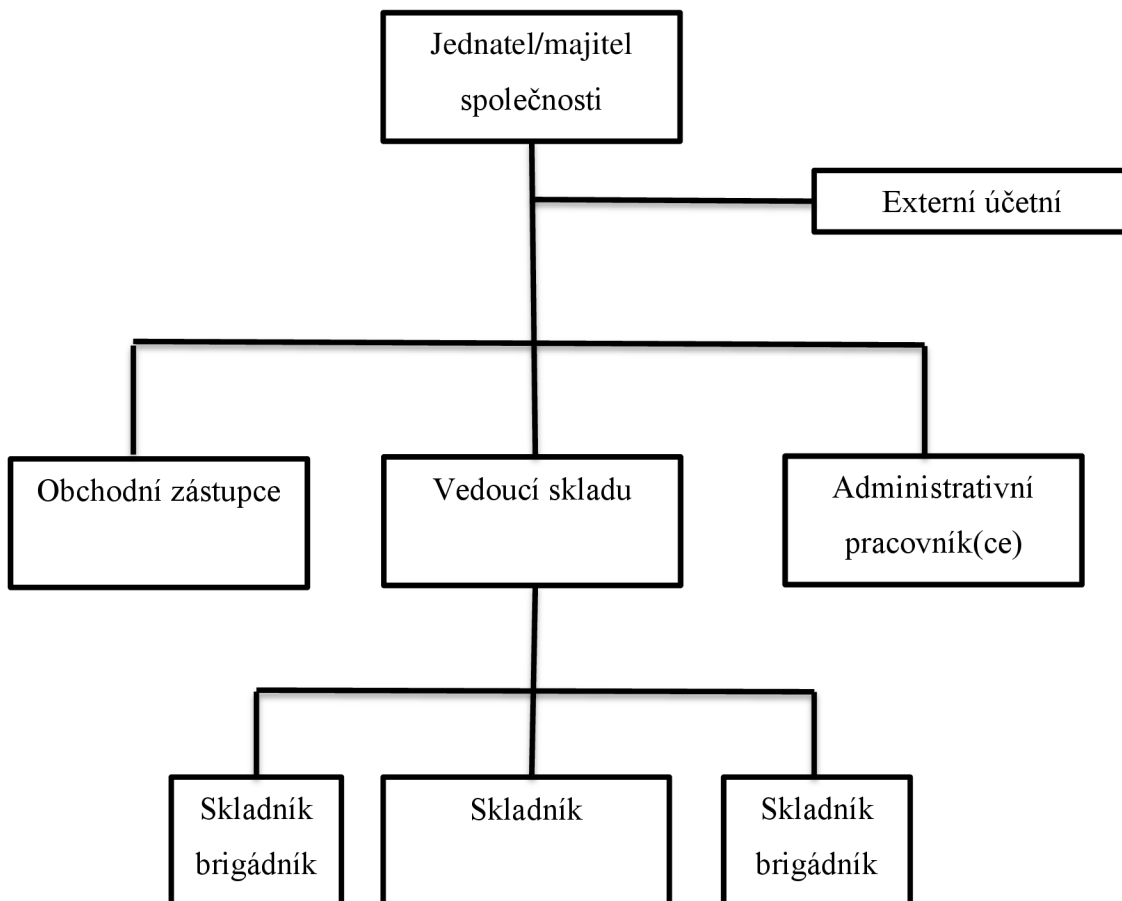 Jednatel/majitel
společnosti
Externí účetní
Obchodní zástupce
Vedoucí skladu
Administrativní
pracovník(ce)
Skladník
brigádník
Skladník
Skladník
brigádník